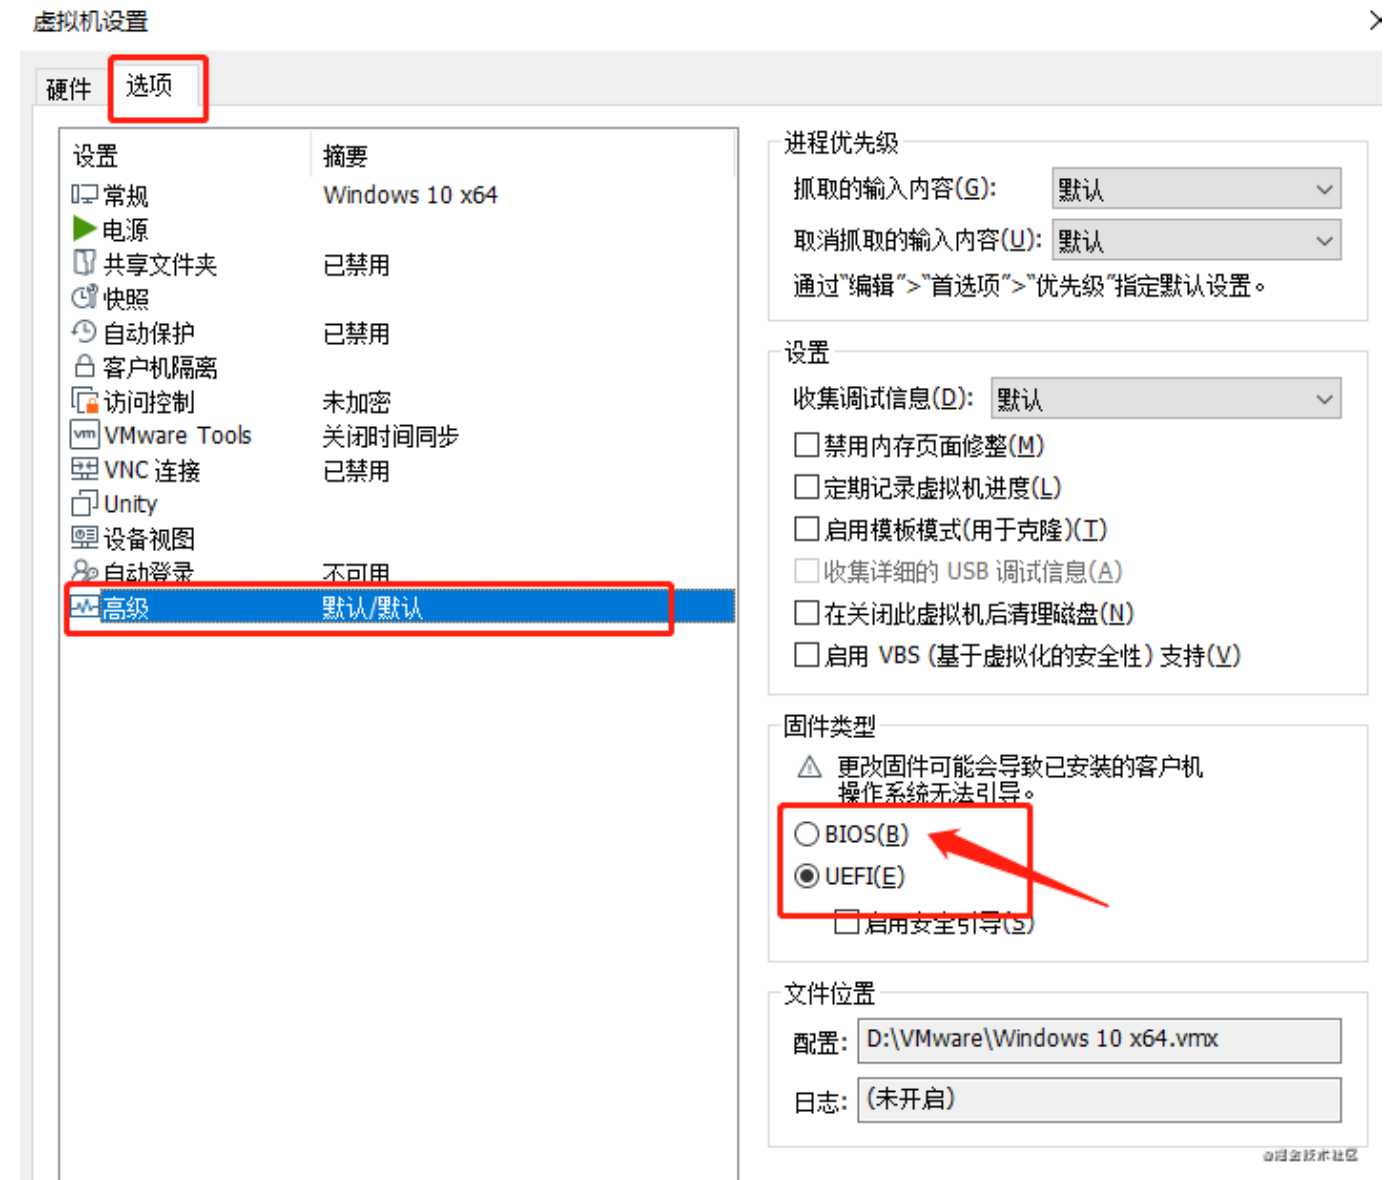 虚拟机设置
硬件 选项
设置 摘要
常规 Windows 10 x64
电源
共享文件夹 已禁用
快照
自动保护 已禁用
客户机隔离
访问控制 未加密
vm VMware Tools 关闭时间同步
VNC 连接 已禁用
Unity
设备视图
自动登录 不可用
高级 默认/默认
进程优先级
抓取的输入内容(G): 默认
取消抓取的输入内容(U): 默认
通过"编辑">"首选项">"优先级"指定默认设置。
设置
收集调试信息(D): 默认
禁用内存页面修整(M)
定期记录虚拟机进度(L)
启用模板模式(用于克隆)(T)
收集详细的 USB 调试信息(A)
在关闭此虚拟机后清理磁盘(N)
启用 VBS (基于虚拟化的安全性) 支持(V)
固件类型
更改固件可能会导致已安装的客户机
操作系统无法引导。
BIOS(B)
UEFI(E)
启用安全引导(S)
文件位置
配置: D:\VMware\Windows 10 x64.vmx
日志: (未开启)
@掘金技术社区